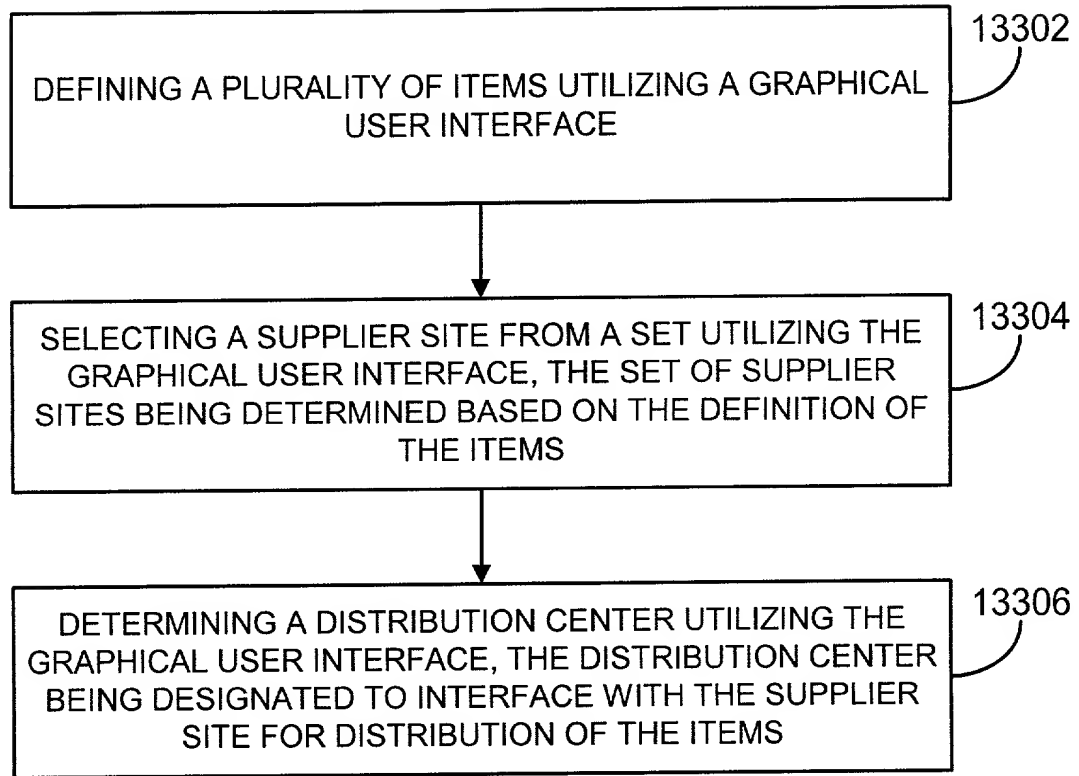 13302
DEFINING A PLURALITY OF ITEMS UTILIZING A GRAPHICAL
USER INTERFACE
13304
SELECTING A SUPPLIER SITE FROM A SET UTILIZING THE
GRAPHICAL USER INTERFACE, THE SET OF SUPPLIER
SITES BEING DETERMINED BASED ON THE DEFINITION OF
THE ITEMS
13306
DETERMINING A DISTRIBUTION CENTER UTILIZING THE
GRAPHICAL USER INTERFACE, THE DISTRIBUTION CENTER
BEING DESIGNATED TO INTERFACE WITH THE SUPPLIER
SITE FOR DISTRIBUTION OF THE ITEMS